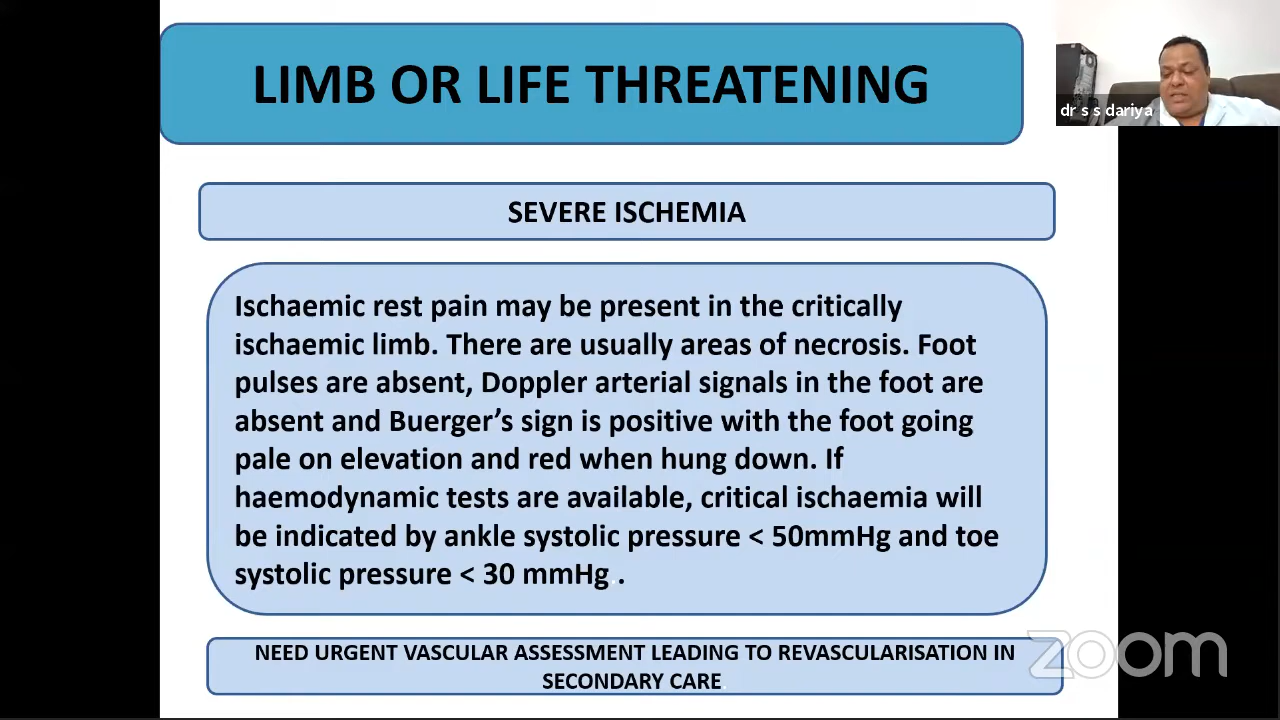 LIMB OR LIFE THREATENING
dr s s dariya
SEVERE ISCHEMIA
Ischaemic rest pain may be present in the critically
ischaemic limb. There are usually areas of necrosis. Foot
pulses are absent, Doppler arterial signals in the foot are
absent and Buerger’s sign is positive with the foot going
pale on elevation and red when hung down. If
haemodynamic tests are available, critical ischaemia will
be indicated by ankle systolic pressure < 50mmHg and toe
systolic pressure < 30 mmHg .
NEED URGENT VASCULAR ASSESSMENT LEADING TO REVASCULARISATION IN
SECONDARY CARE
zoom